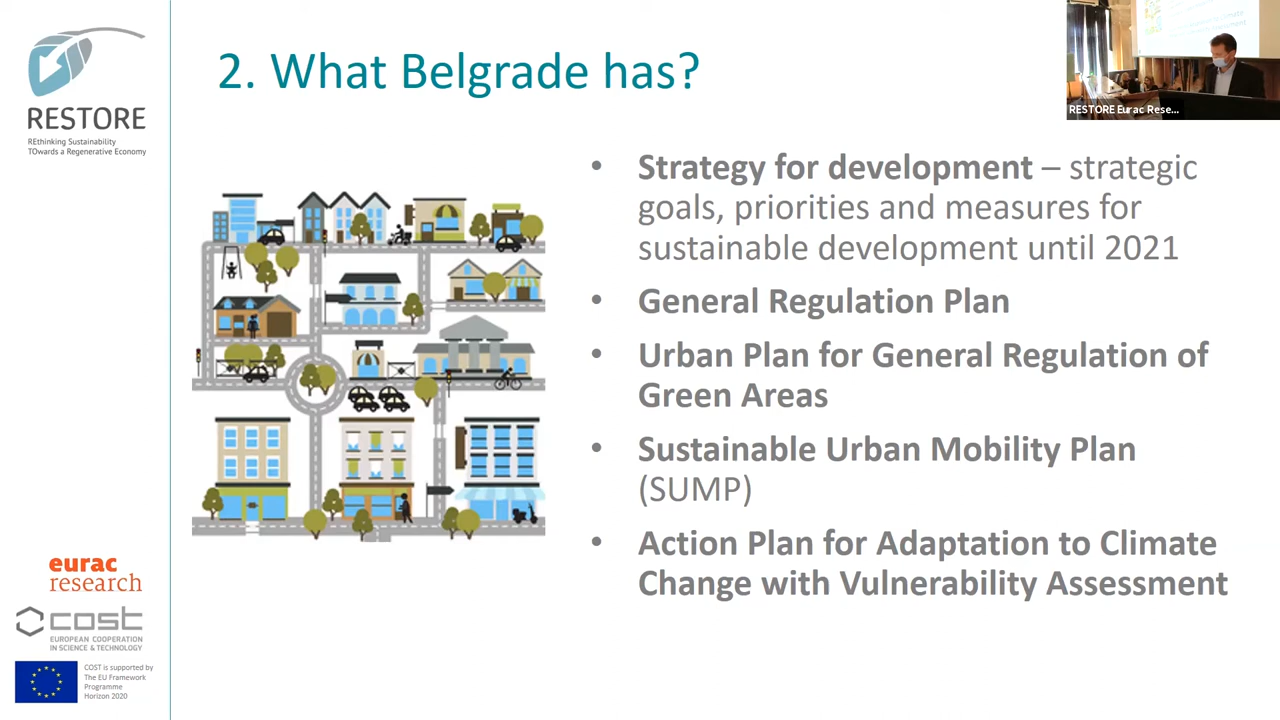 RESTORE
REthinking Sustainability
TOwards a Regenerative Economy
2. What Belgrade has?
RESTORE Eurac Rese...
• Strategy for development – strategic
goals, priorities and measures for
sustainable development until 2021
• General Regulation Plan
• Urban Plan for General Regulation of
Green Areas
• Sustainable Urban Mobility Plan
(SUMP)
• Action Plan for Adaptation to Climate
Change with Vulnerability Assessment
eurac
research
cost
EUROPEAN COOPERATION
IN SCIENCE & TECHNOLOGY
COST is supported by
The EU Framework
Programme
Horizon 2020